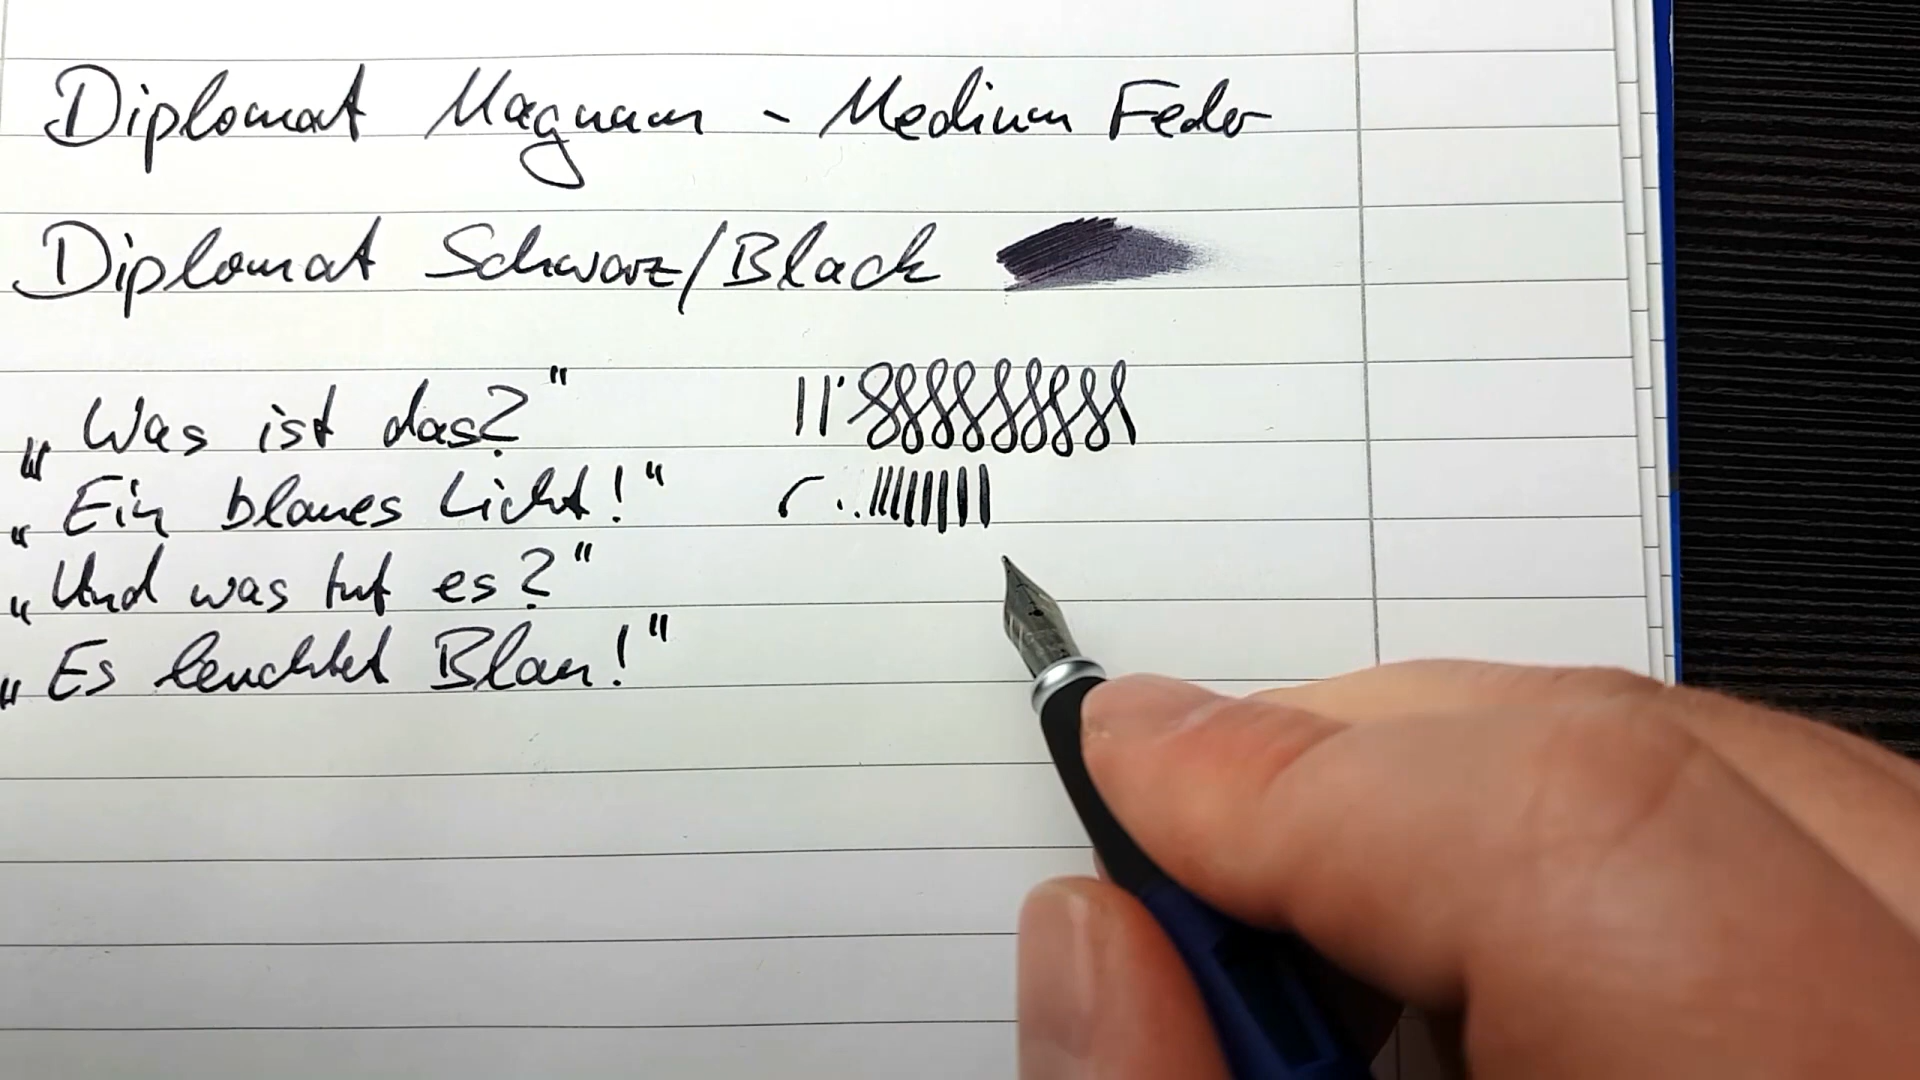 Diplomat Magnum - Medium Feder
Diplomat Schwarz/Black
„Was ist das?“
„Ein blaues Licht!“
„Und was tut es?“
„Es leuchtet Blau!“